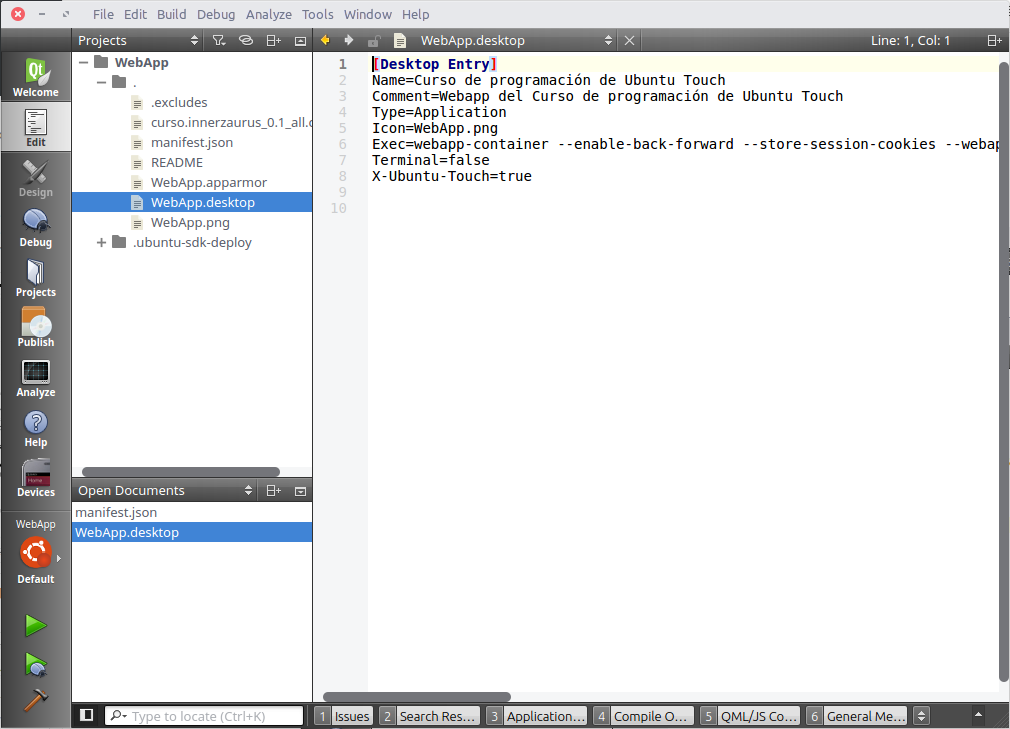 File Edit Build Debug Analyze Tools Window Help
Projects
WebApp.desktop
Line: 1, Col: 1
Welcome
Edit
Design
Debug
Projects
Publish
Analyze
Help
Devices
WebApp
Default
WebApp
.
.excludes
curso.innerzaurus_0.1_all.c
manifest.json
README
WebApp.apparmor
WebApp.desktop
WebApp.png
.ubuntu-sdk-deploy
Open Documents
manifest.json
WebApp.desktop
1 [Desktop Entry]
2 Name=Curso de programación de Ubuntu Touch
3 Comment=Webapp del Curso de programación de Ubuntu Touch
4 Type=Application
5 Icon=WebApp.png
6 Exec=webapp-container --enable-back-forward --store-session-cookies --webap
7 Terminal=false
8 X-Ubuntu-Touch=true
9
10
Type to locate (Ctrl+K)
1 Issues
2 Search Res...
3 Application...
4 Compile O...
5 QML/JS Co...
6 General Me...